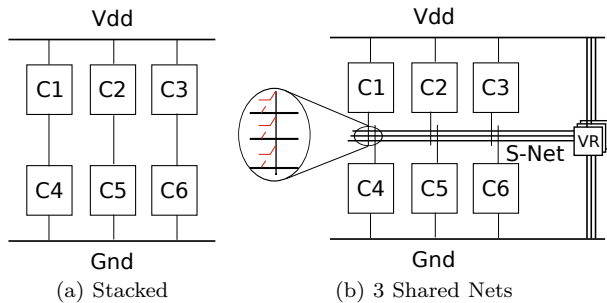 Vdd
C1 C2 C3
C4 C5 C6
Gnd
(a) Stacked
Vdd
C1 C2 C3
S-Net
VR
C4 C5 C6
Gnd
(b) 3 Shared Nets